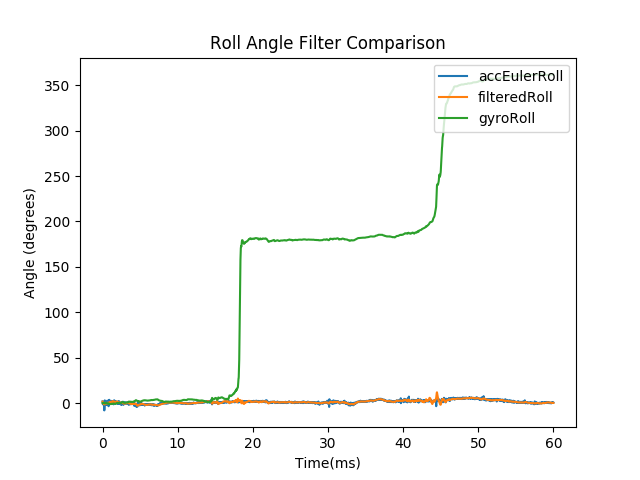 Roll Angle Filter Comparison
accEulerRoll
filteredRoll
gyroRoll
350
300
250
200
150
100
50
0
Angle (degrees)
0 10 20 30 40 50 60
Time(ms)